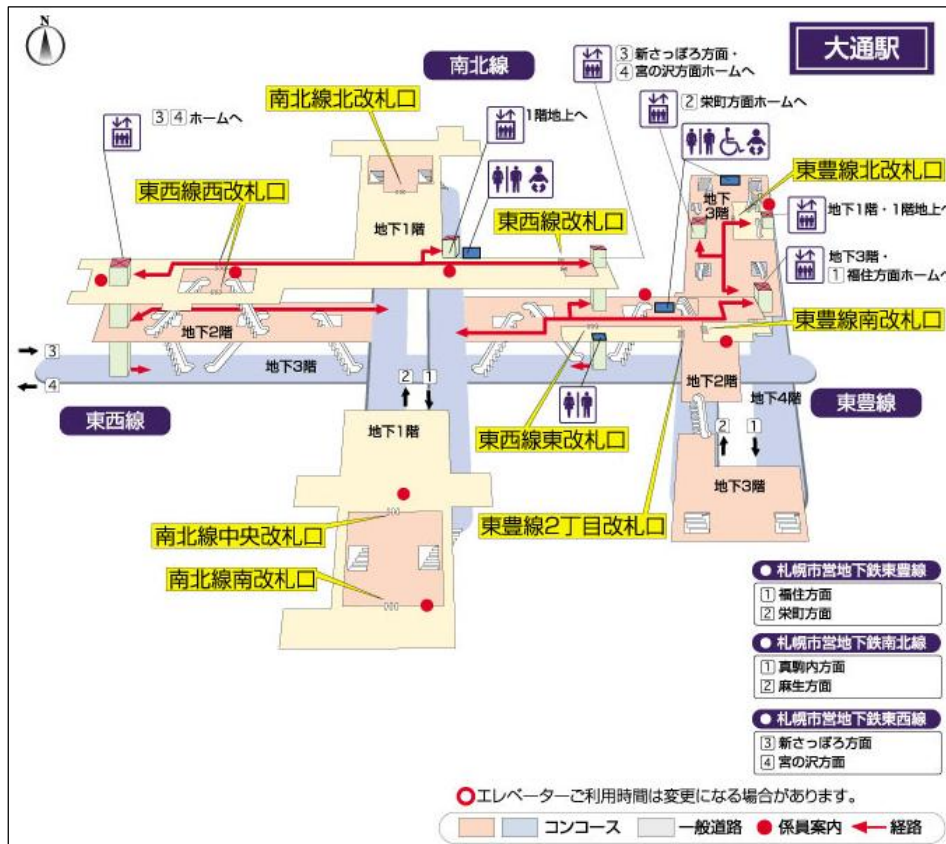 N
大通駅
南北線
3 新さっぽろ方面・
4 宮の沢方面ホームへ
南北線北改札口
2 栄町方面ホームへ
3 4 ホームへ
1階地上へ
東西線西改札口
東豊線北改札口
地下
3階
東西線改札口
地下1階
地下1階・1階地上へ
地下3階・
1 福住方面ホームへ
地下2階
東豊線南改札口
3
地下3階
4
2 1
地下2階
地下4階
東西線
東豊線
地下1階
東西線東改札口
2 1
地下3階
南北線中央改札口
東豊線2丁目改札口
南北線南改札口
札幌市営地下鉄東豊線
1 福住方面
2 栄町方面
札幌市営地下鉄南北線
1 真駒内方面
2 麻生方面
札幌市営地下鉄東西線
3 新さっぽろ方面
4 宮の沢方面
エレベーターご利用時間は変更になる場合があります。
コンコース 一般道路 係員案内 経路